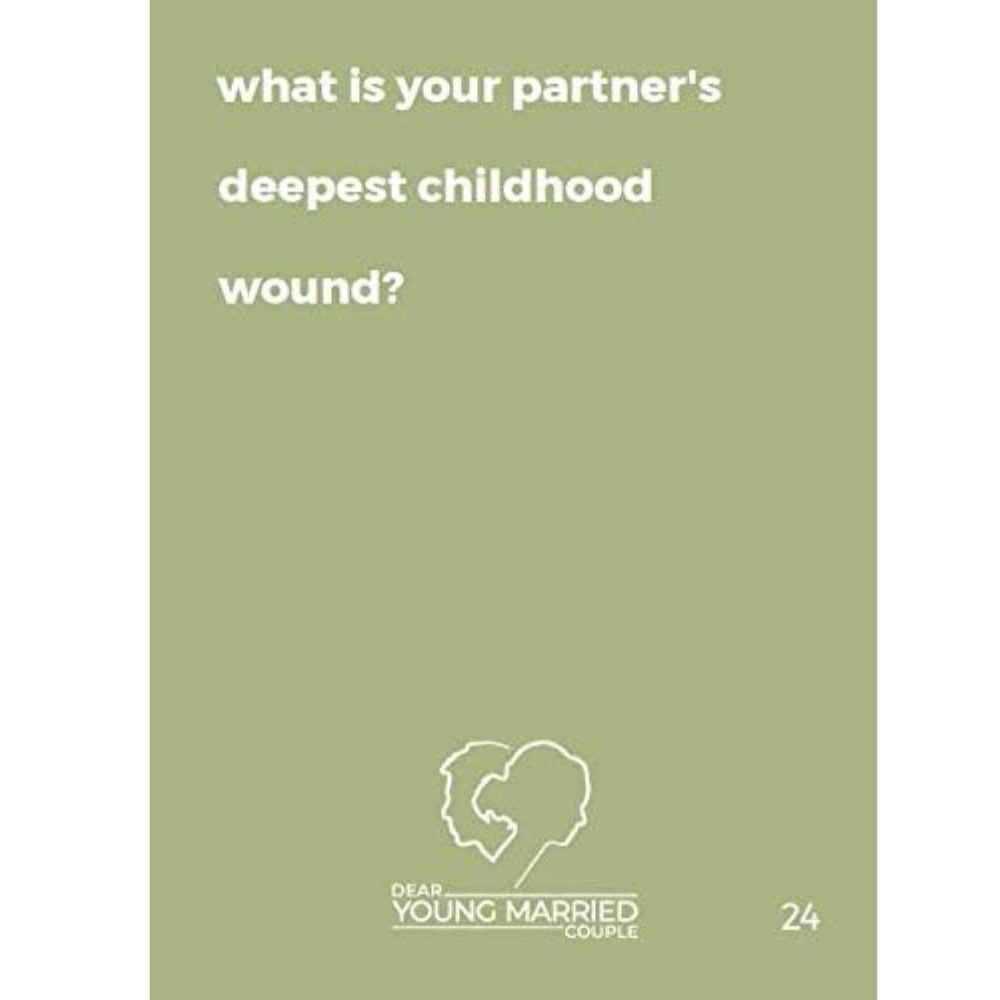 what is your partner's
deepest childhood
wound?
DEAR
YOUNG MARRIED
COUPLE
24